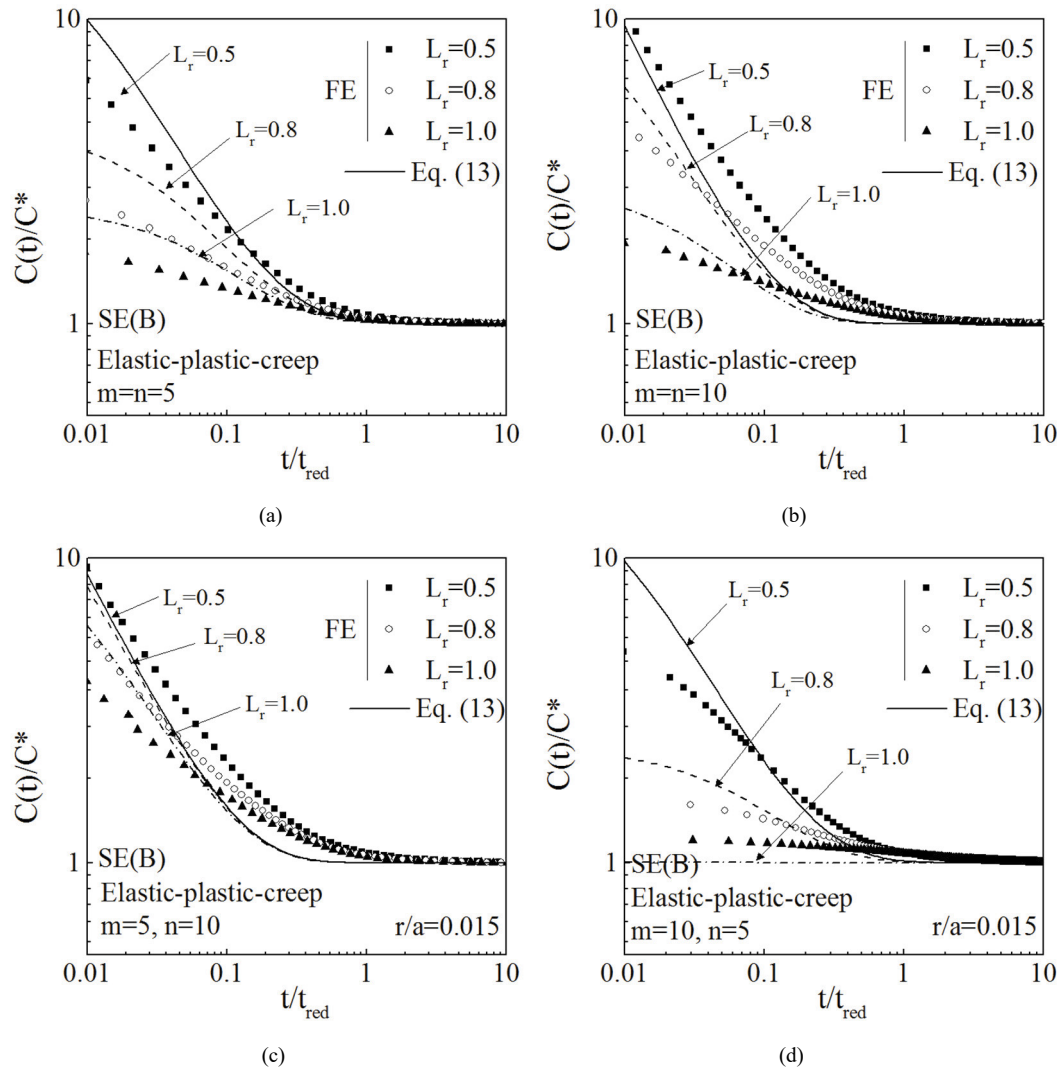 10
L_r=0.5
FE
L_r=0.5
L_r=0.8
L_r=1.0
Eq. (13)
L_r=0.8
L_r=1.0
C(t)/C*
1
SE(B)
Elastic-plastic-creep
m=n=5
0.01 0.1 1 10
t/t_red
(a)
10
L_r=0.5
FE
L_r=0.5
L_r=0.8
L_r=1.0
Eq. (13)
L_r=0.8
L_r=1.0
C(t)/C*
1
SE(B)
Elastic-plastic-creep
m=n=10
0.01 0.1 1 10
t/t_red
(b)
10
L_r=0.5
FE
L_r=0.5
L_r=0.8
L_r=1.0
Eq. (13)
L_r=0.8
L_r=1.0
C(t)/C*
1
SE(B)
Elastic-plastic-creep
m=5, n=10 r/a=0.015
0.01 0.1 1 10
t/t_red
(c)
10
L_r=0.5
FE
L_r=0.5
L_r=0.8
L_r=1.0
Eq. (13)
L_r=0.8
L_r=1.0
C(t)/C*
1
SE(B)
Elastic-plastic-creep
m=10, n=5 r/a=0.015
0.01 0.1 1 10
t/t_red
(d)